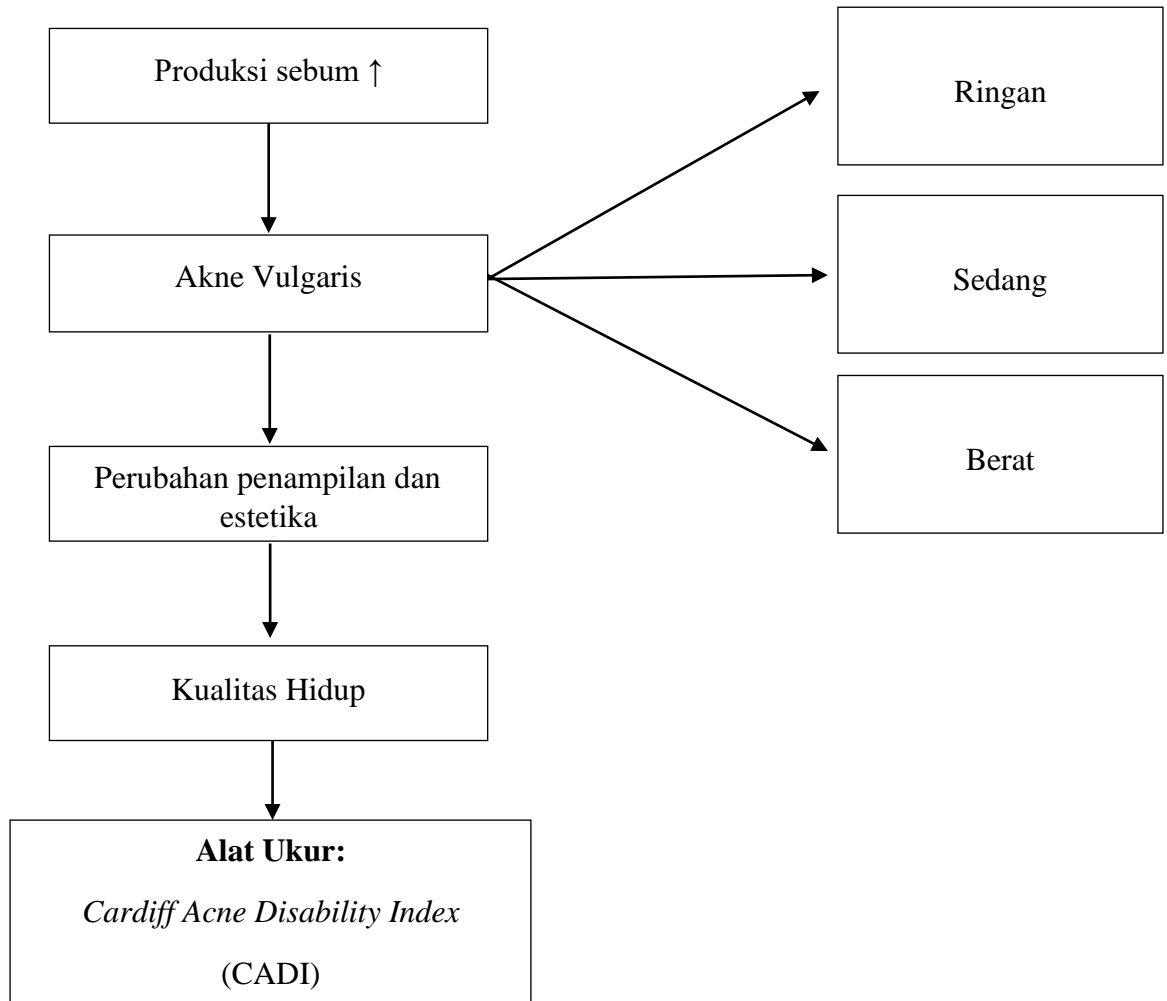 Produksi sebum ↑
Akne Vulgaris
Perubahan penampilan dan
estetika
Kualitas Hidup
Alat Ukur:
Cardiff Acne Disability Index
(CADI)
Ringan
Sedang
Berat